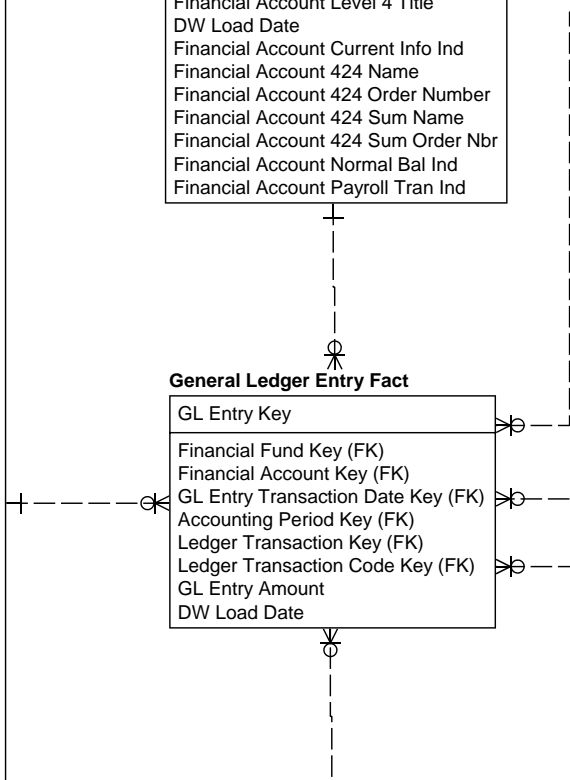 Financial Account Level 4 Title
DW Load Date
Financial Account Current Info Ind
Financial Account 424 Name
Financial Account 424 Order Number
Financial Account 424 Sum Name
Financial Account 424 Sum Order Nbr
Financial Account Normal Bal Ind
Financial Account Payroll Tran Ind
General Ledger Entry Fact
GL Entry Key
Financial Fund Key (FK)
Financial Account Key (FK)
GL Entry Transaction Date Key (FK)
Accounting Period Key (FK)
Ledger Transaction Key (FK)
Ledger Transaction Code Key (FK)
GL Entry Amount
DW Load Date